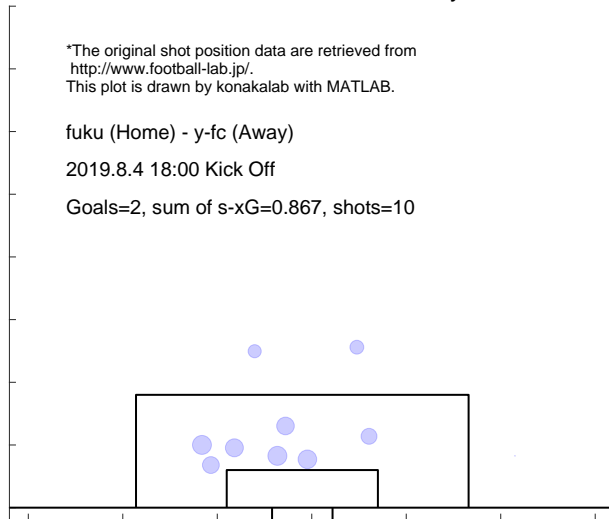 *The original shot position data are retrieved from
http://www.football-lab.jp/.
This plot is drawn by konakalab with MATLAB.
fuku (Home) - y-fc (Away)
2019.8.4 18:00 Kick Off
Goals=2, sum of s-xG=0.867, shots=10